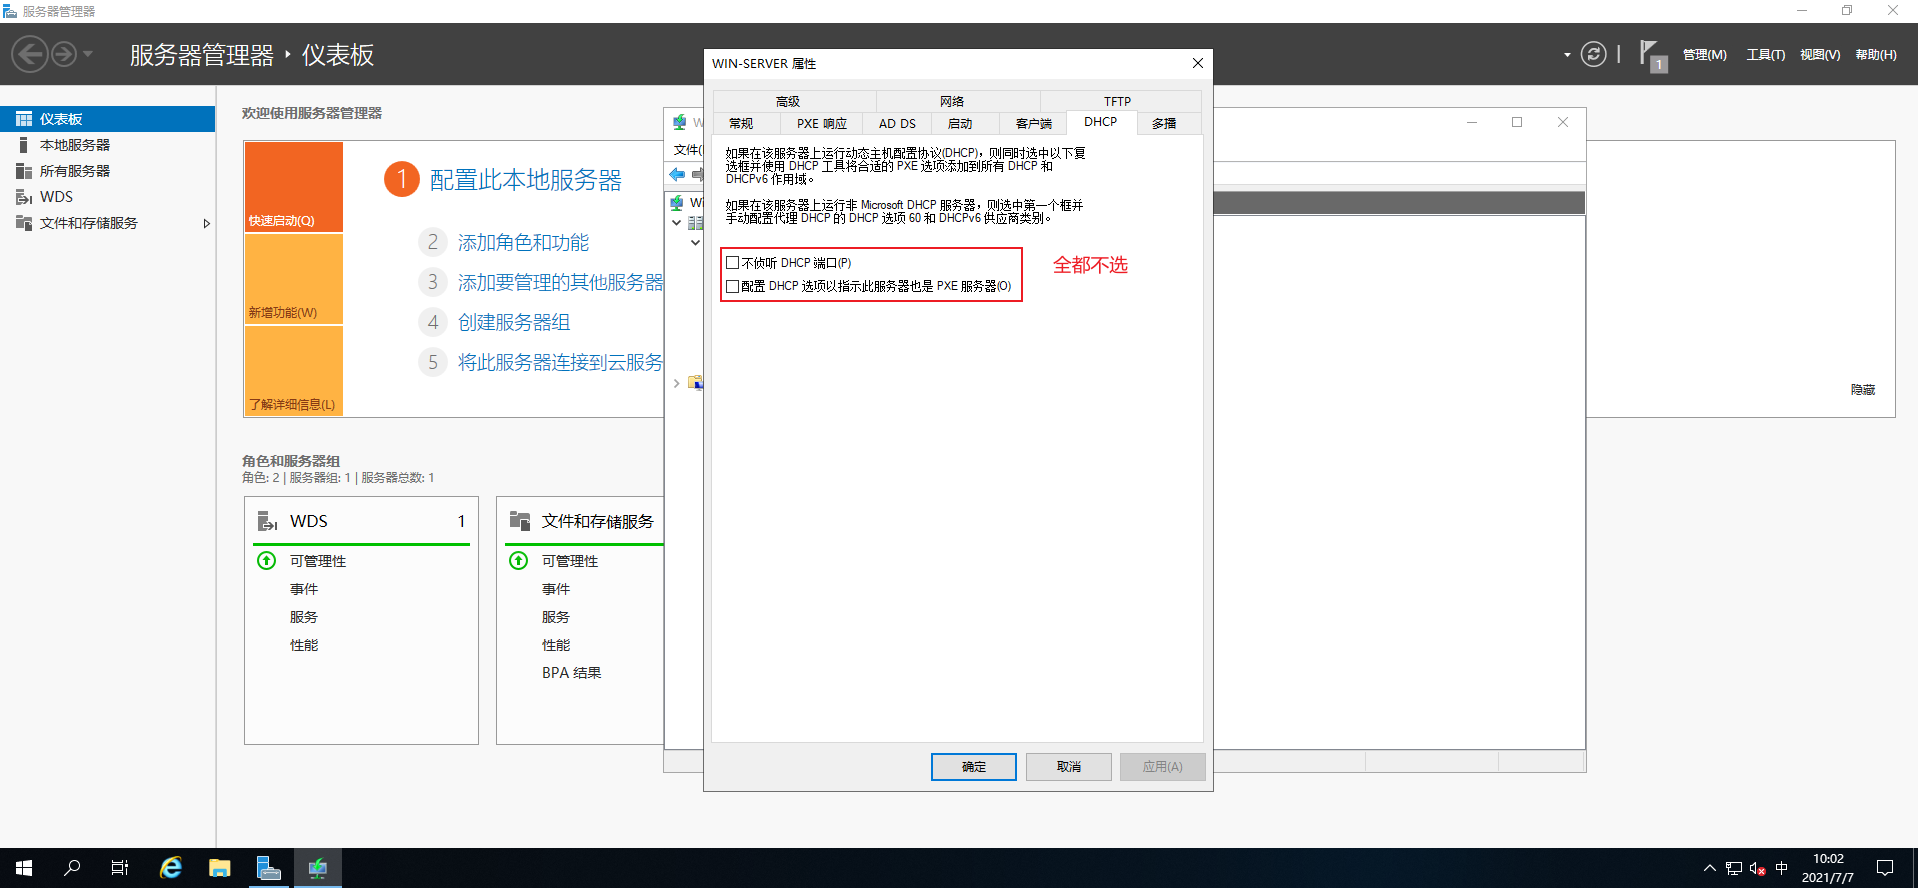 服务器管理器
服务器管理器 ‣ 仪表板
1
管理(M)
工具(T)
视图(V)
帮助(H)
仪表板
本地服务器
所有服务器
WDS
文件和存储服务
欢迎使用服务器管理器
快速启动(Q)
新增功能(W)
了解详细信息(L)
1 配置此本地服务器
2 添加角色和功能
3 添加要管理的其他服务器
4 创建服务器组
5 将此服务器连接到云服务
隐藏
角色和服务器组
角色: 2 | 服务器组: 1 | 服务器总数: 1
WDS 1
可管理性
事件
服务
性能
文件和存储服务
可管理性
事件
服务
性能
BPA 结果
文件(
WIN-SERVER 属性
高级
网络
TFTP
常规
PXE 响应
AD DS
启动
客户端
DHCP
多播
如果在该服务器上运行动态主机配置协议(DHCP)，则同时选中以下复
选框并使用 DHCP 工具将合适的 PXE 选项添加到所有 DHCP 和
DHCPv6 作用域。
如果在该服务器上运行非 Microsoft DHCP 服务器，则选中第一个框并
手动配置代理 DHCP 的 DHCP 选项 60 和 DHCPv6 供应商类别。
不侦听 DHCP 端口(P)
配置 DHCP 选项以指示此服务器也是 PXE 服务器(O)
全都不选
确定
取消
应用(A)
中
10:02
2021/7/7